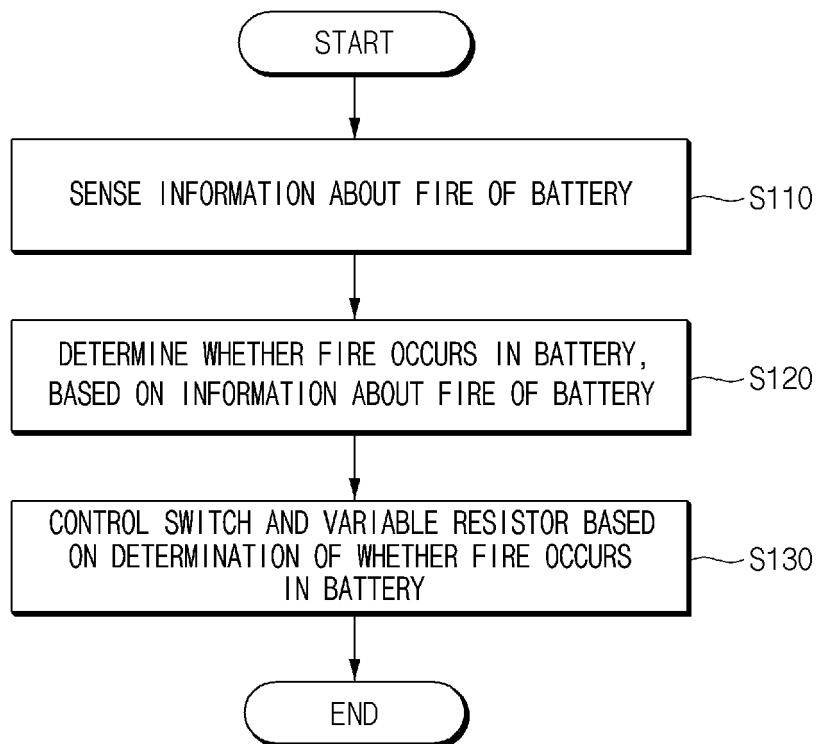 START
SENSE INFORMATION ABOUT FIRE OF BATTERY
S110
DETERMINE WHETHER FIRE OCCURS IN BATTERY,
BASED ON INFORMATION ABOUT FIRE OF BATTERY
S120
CONTROL SWITCH AND VARIABLE RESISTOR BASED
ON DETERMINATION OF WHETHER FIRE OCCURS
IN BATTERY
S130
END